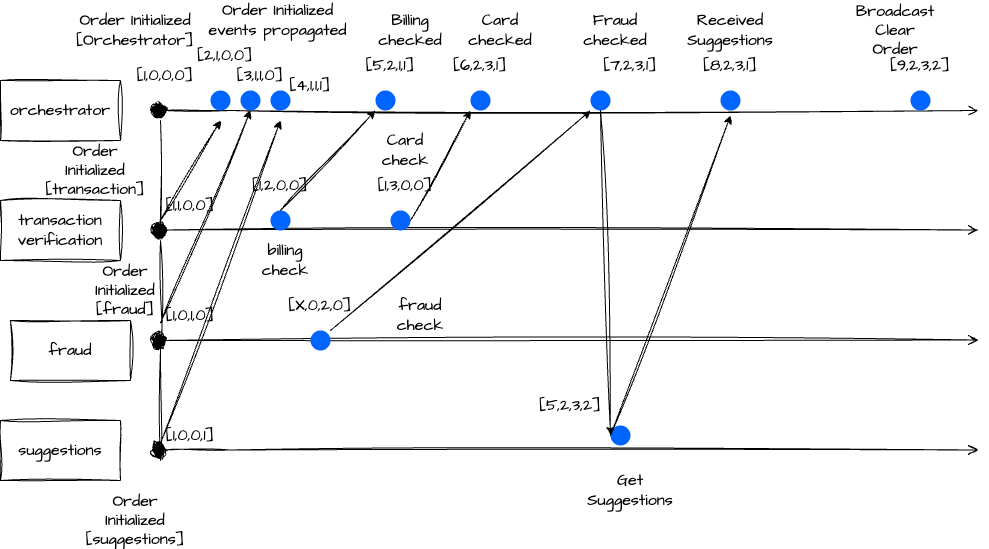 Order Initialized
[Orchestrator]
Order Initialized
events propagated
Billing
checked
Card
checked
Fraud
checked
Received
Suggestions
Broadcast
Clear
Order
[1,0,0,0]
[2,1,0,0]
[3,1,1,0]
[4,1,1,1]
[5,2,1,1]
[6,2,3,1]
[7,2,3,1]
[8,2,3,1]
[9,2,3,2]
orchestrator
Order
Initialized
[transaction]
Card
check
[1,2,0,0]
[1,3,0,0]
[1,1,0,0]
transaction
verification
billing
check
Order
Initialized
[fraud]
[X,0,2,0]
fraud
check
[1,0,1,0]
fraud
[5,2,3,2]
[1,0,0,1]
suggestions
Get
Suggestions
Order
Initialized
[suggestions]